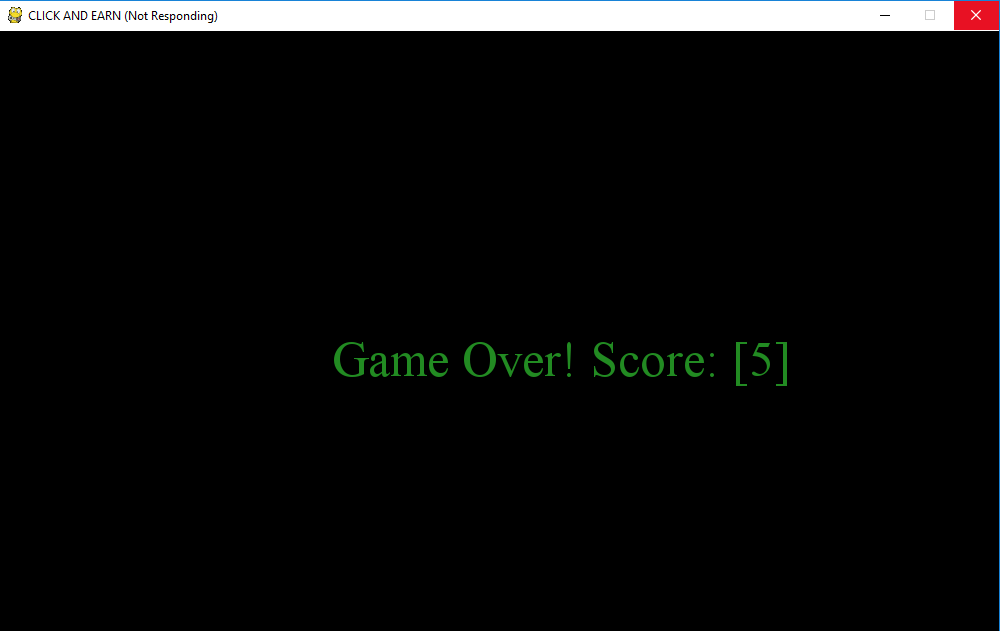 CLICK AND EARN (Not Responding)
Game Over! Score: [5]